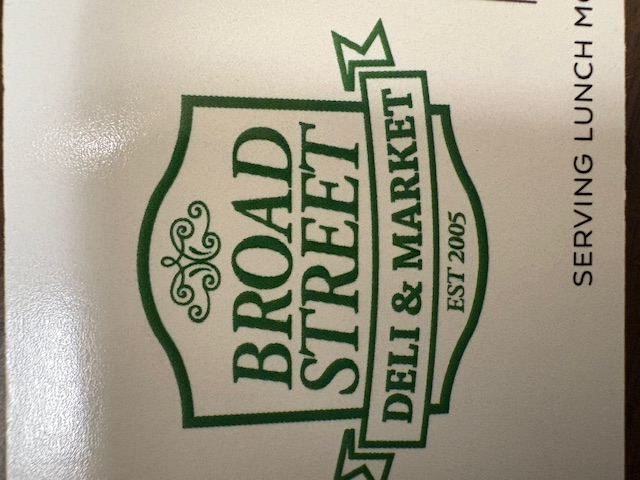 BROAD
STREET
DELI & MARKET
EST 2005
SERVING LUNCH